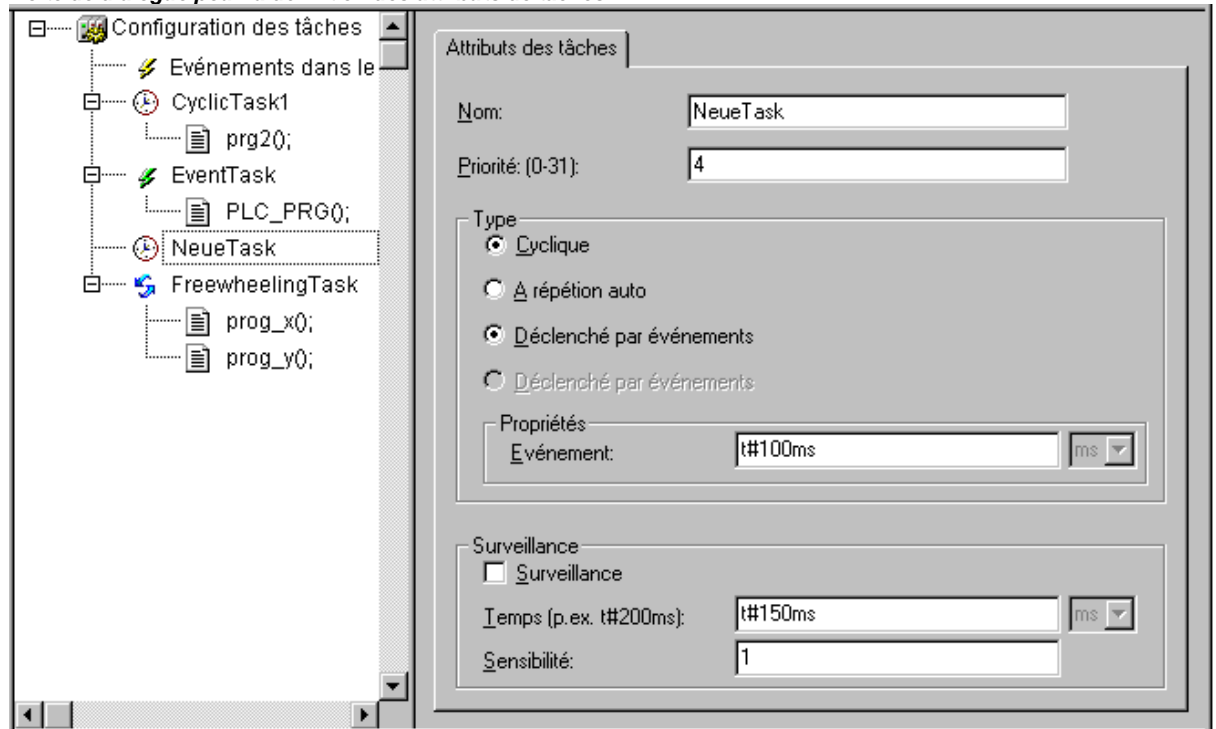 Configuration des tâches
Evénements dans le
CyclicTask1
prg2();
EventTask
PLC_PRG();
NeueTask
FreewheelingTask
prog_x();
prog_y();
Attributs des tâches
Nom: NeueTask
Priorité: (0-31): 4
Type
Cyclique
A répétion auto
Déclenché par événements
Déclenché par événements
Propriétés
Evénement: t#100ms ms
Surveillance
Surveillance
Temps (p.ex. t#200ms): t#150ms ms
Sensibilité: 1